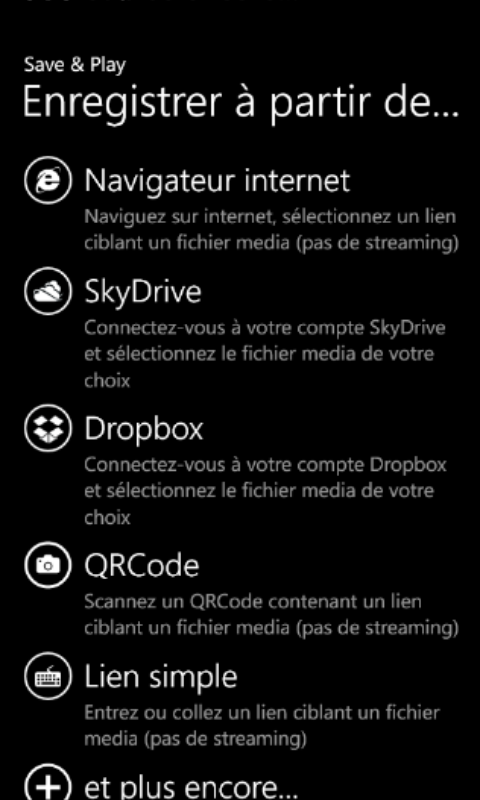 Save & Play
Enregistrer à partir de...
Navigateur internet
Naviguez sur internet, sélectionnez un lien
ciblant un fichier media (pas de streaming)
SkyDrive
Connectez-vous à votre compte SkyDrive
et sélectionnez le fichier media de votre
choix
Dropbox
Connectez-vous à votre compte Dropbox
et sélectionnez le fichier media de votre
choix
QRCode
Scannez un QRCode contenant un lien
ciblant un fichier media (pas de streaming)
Lien simple
Entrez ou collez un lien ciblant un fichier
media (pas de streaming)
et plus encore...